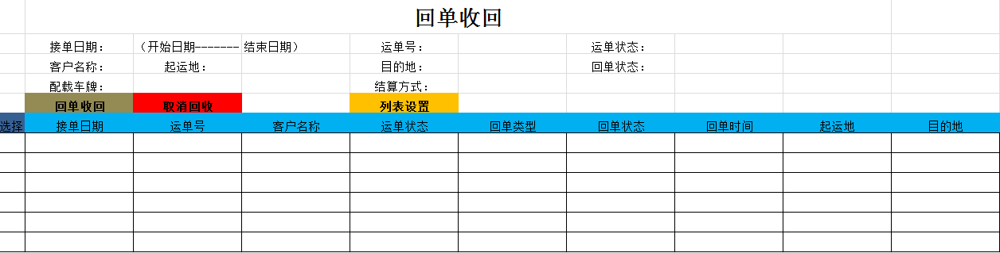 回单收回
接单日期： （开始日期------- 结束日期） 运单号： 运单状态：
客户名称： 起运地： 目的地： 回单状态：
配载车牌： 结算方式：
回单收回 取消回收 列表设置
选择 接单日期 运单号 客户名称 运单状态 回单类型 回单状态 回单时间 起运地 目的地